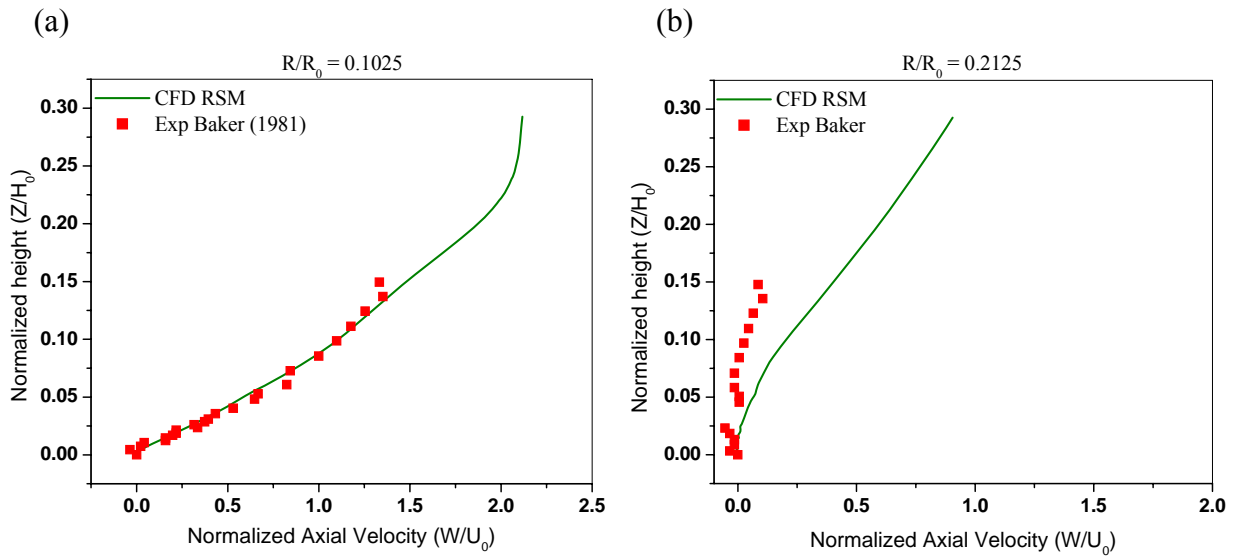 (a)
R/R₀ = 0.1025
CFD RSM
Exp Baker (1981)
0.30
0.25
0.20
0.15
0.10
0.05
0.00
Normalized height (Z/H₀)
0.0 0.5 1.0 1.5 2.0 2.5
Normalized Axial Velocity (W/U₀)
(b)
R/R₀ = 0.2125
CFD RSM
Exp Baker
0.30
0.25
0.20
0.15
0.10
0.05
0.00
Normalized height (Z/H₀)
0.0 0.5 1.0 1.5 2.0
Normalized Axial Velocity (W/U₀)